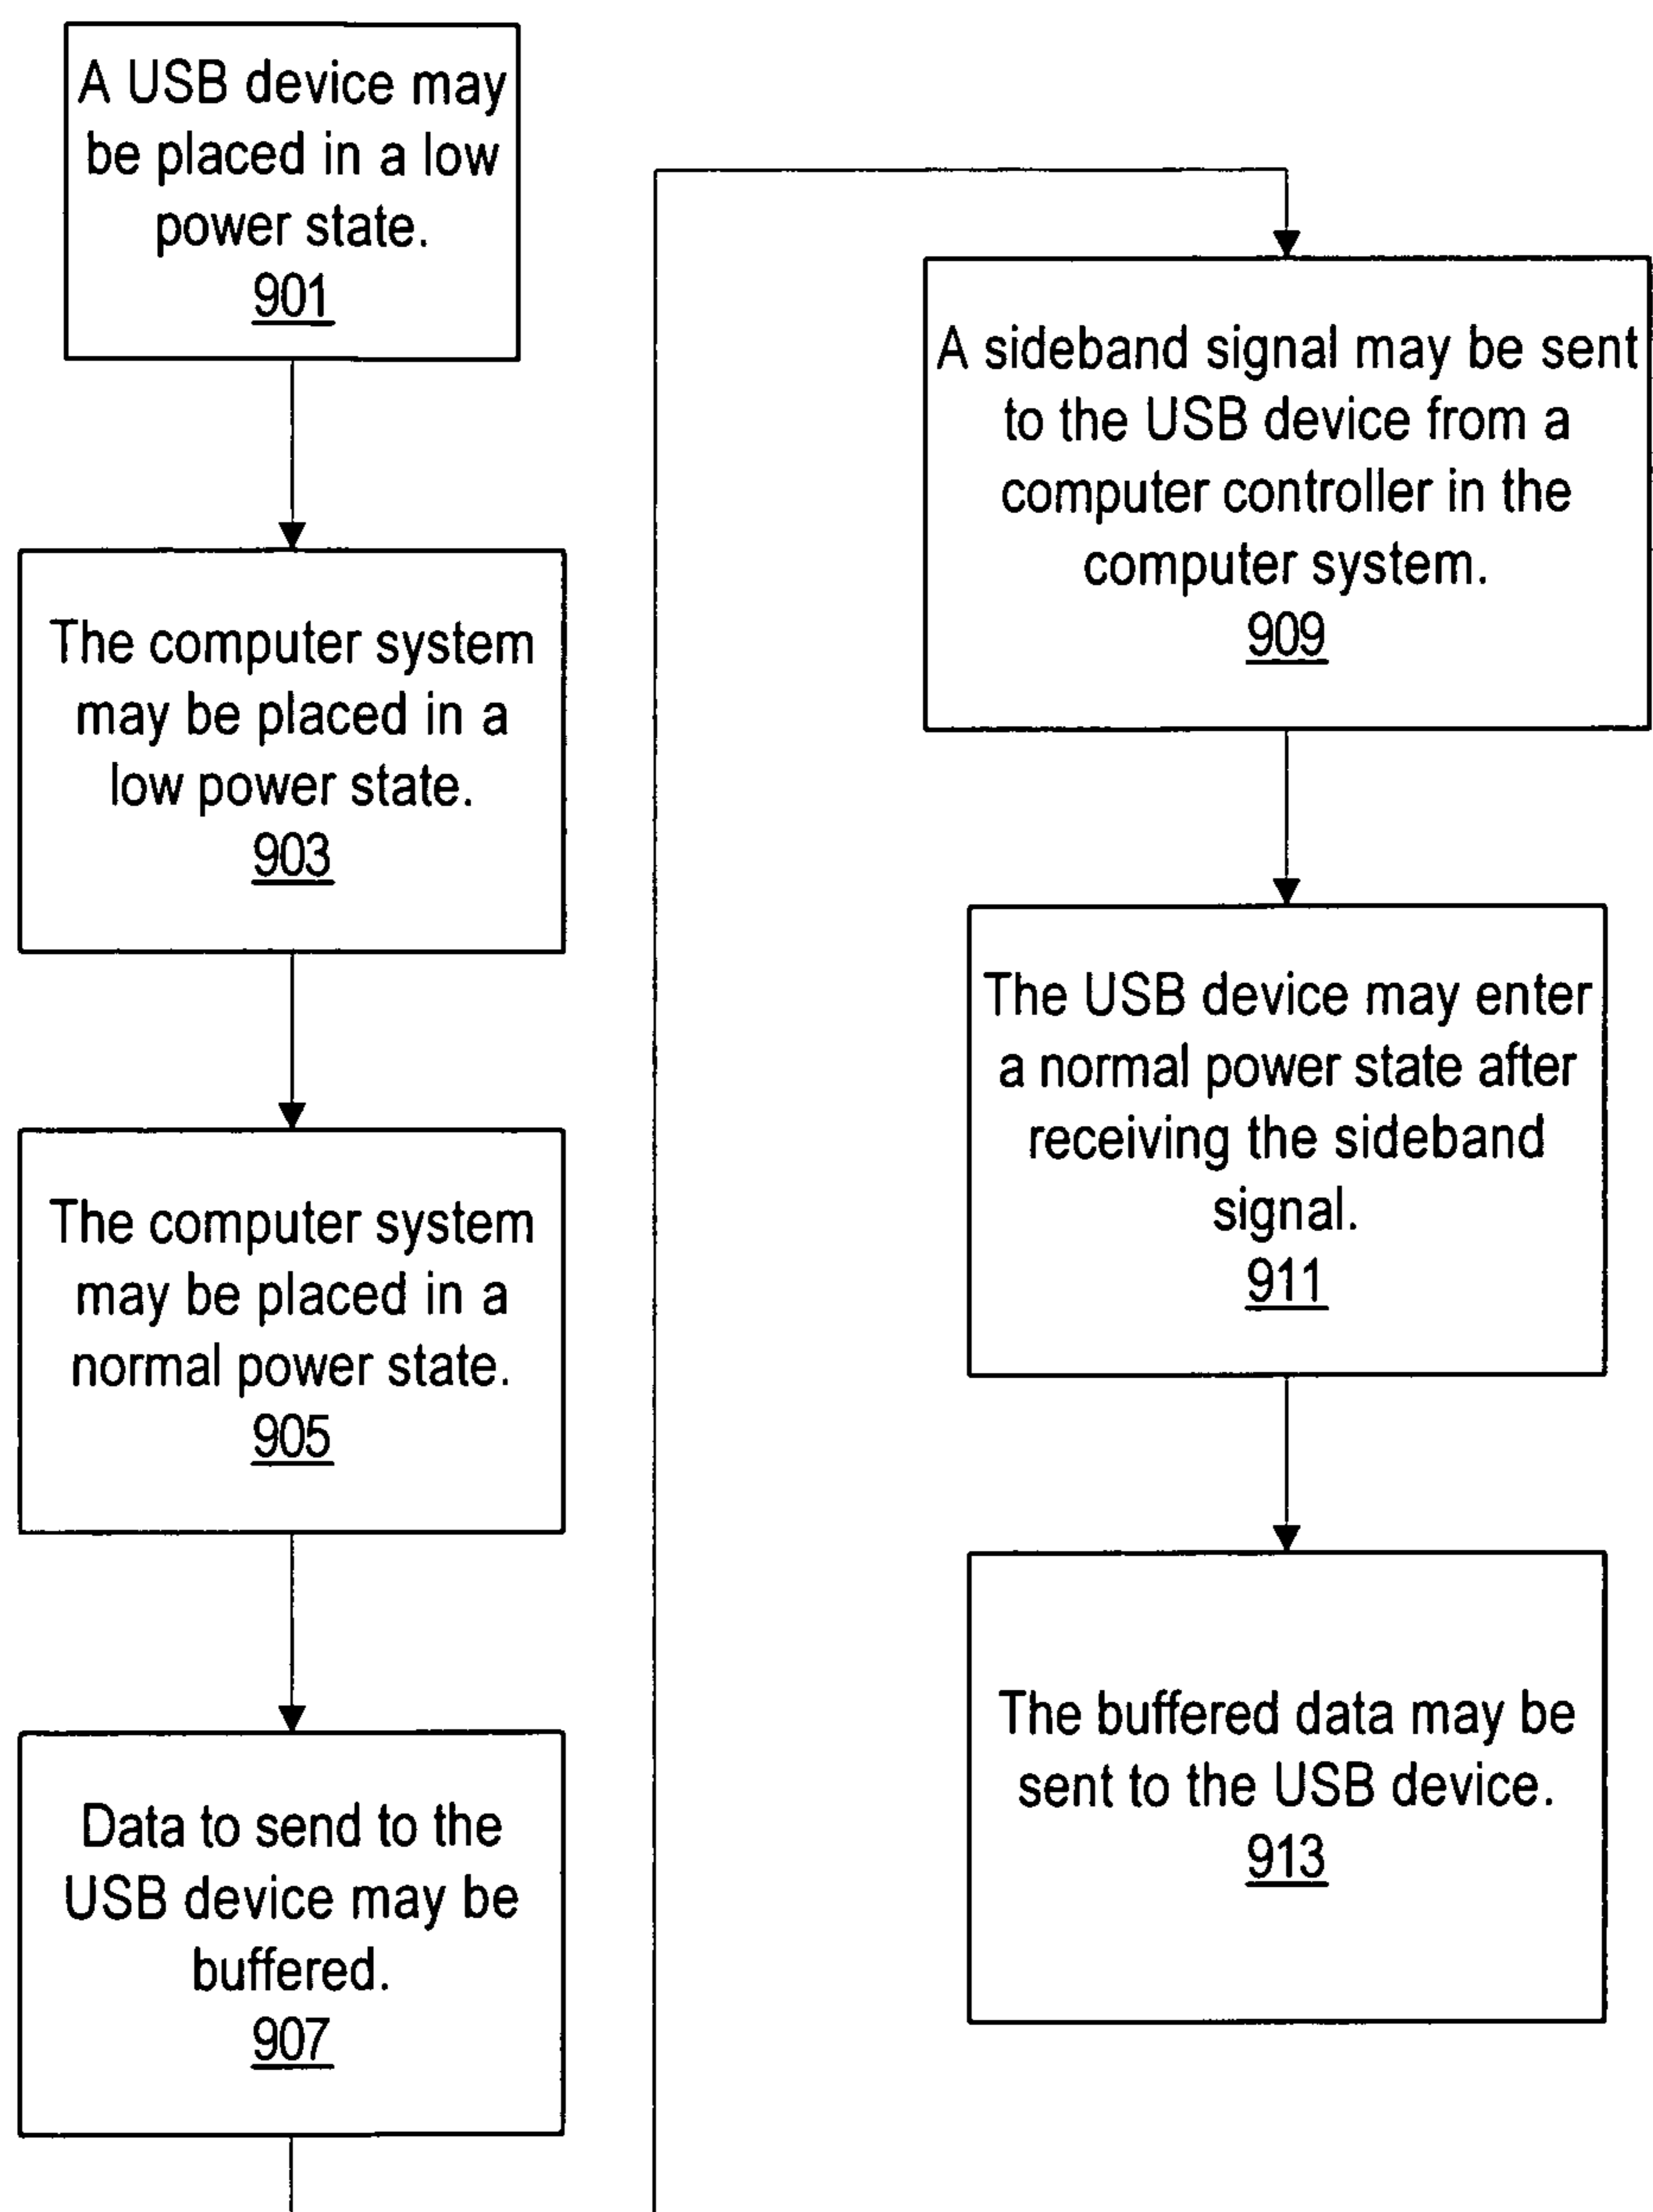 A USB device may
be placed in a low
power state.
901
The computer system
may be placed in a
low power state.
903
The computer system
may be placed in a
normal power state.
905
Data to send to the
USB device may be
buffered.
907
A sideband signal may be sent
to the USB device from a
computer controller in the
computer system.
909
The USB device may enter
a normal power state after
receiving the sideband
signal.
911
The buffered data may be
sent to the USB device.
913